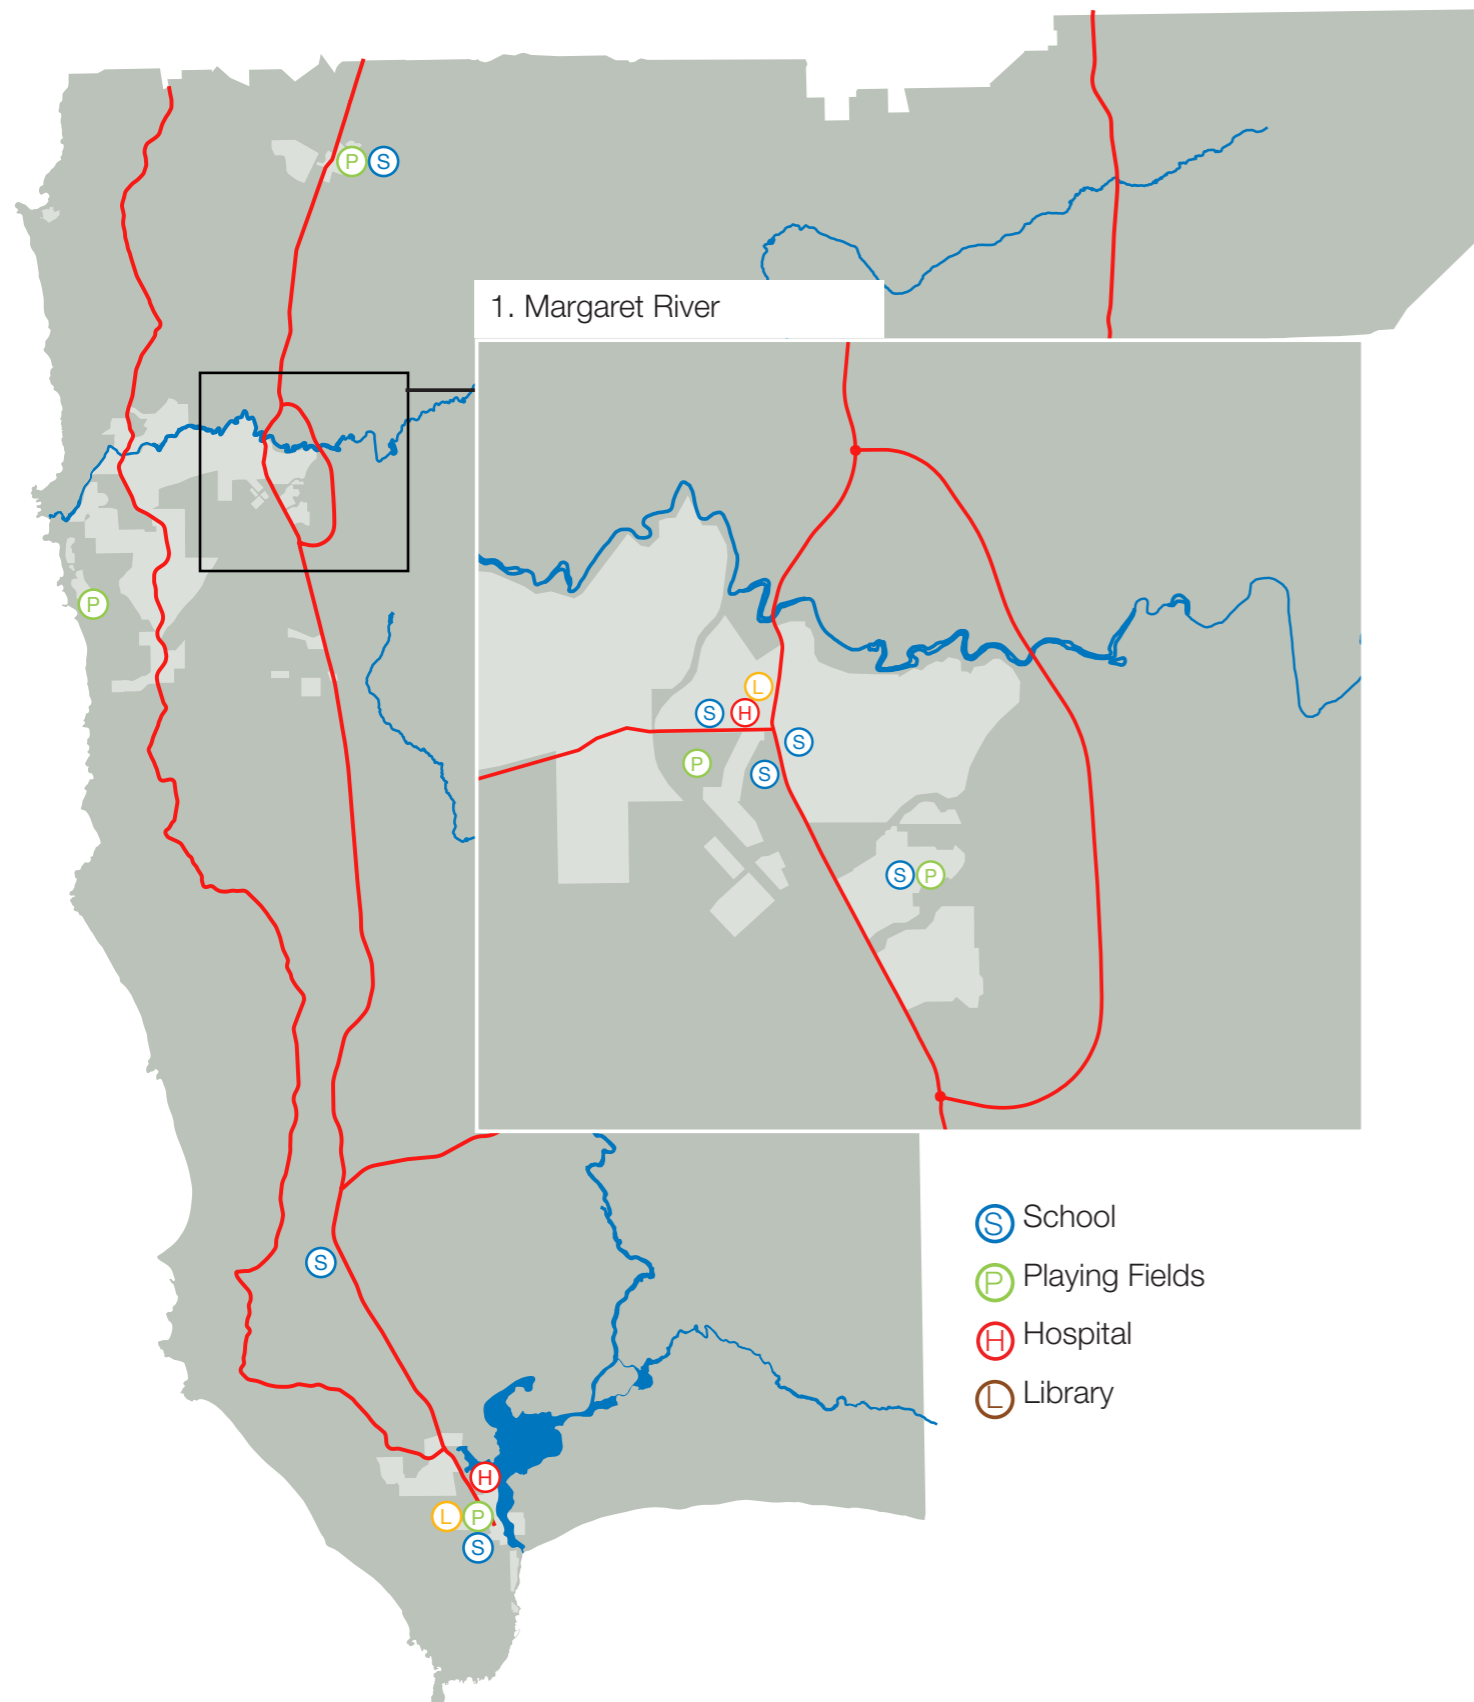 P S
1. Margaret River
P
L
S H
S
P
S
S P
S School
P Playing Fields
H Hospital
L Library
S
H
L P
S